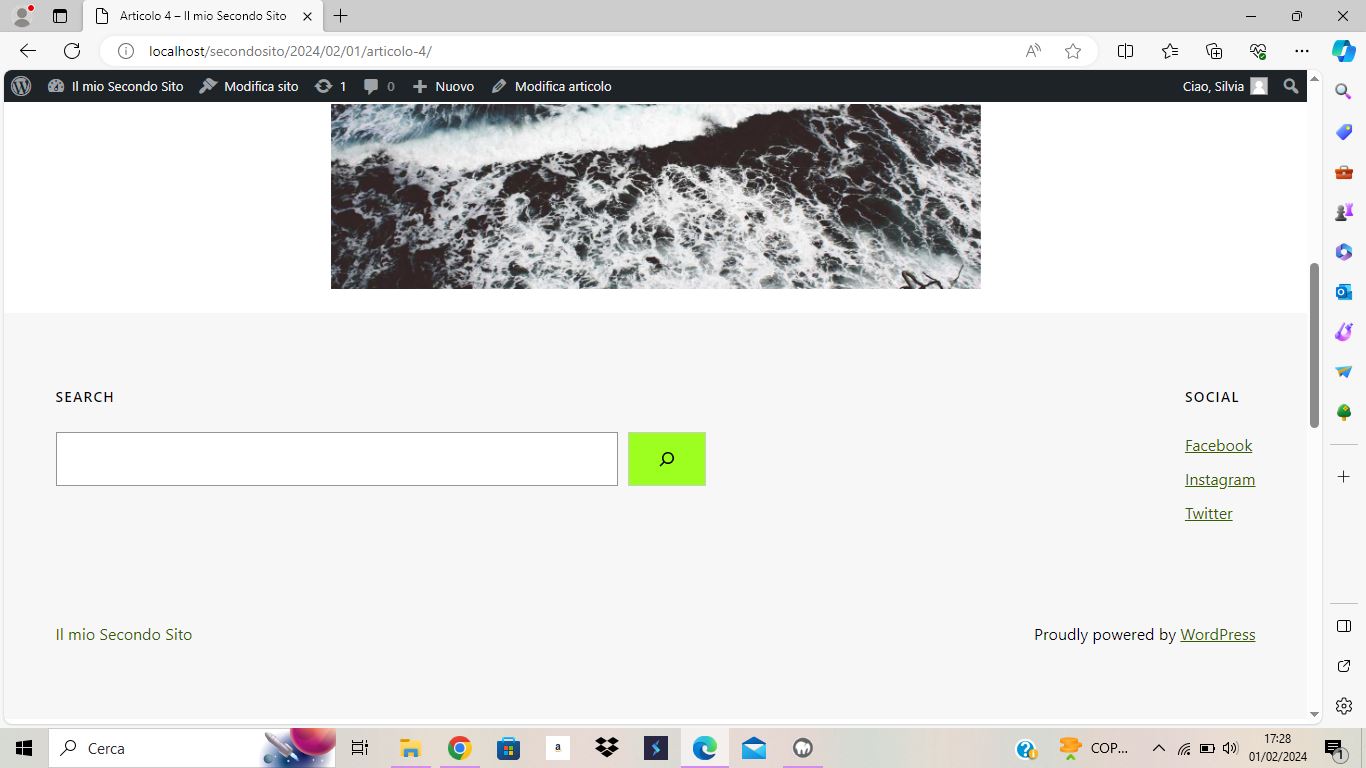 Articolo 4 – Il mio Secondo Sito
localhost/secondosito/2024/02/01/articolo-4/
Il mio Secondo Sito Modifica sito 1 0 Nuovo Modifica articolo Ciao, Silvia
SEARCH
SOCIAL
Facebook
Instagram
Twitter
Il mio Secondo Sito
Proudly powered by WordPress
Cerca
a
COP...
17:28
01/02/2024
1